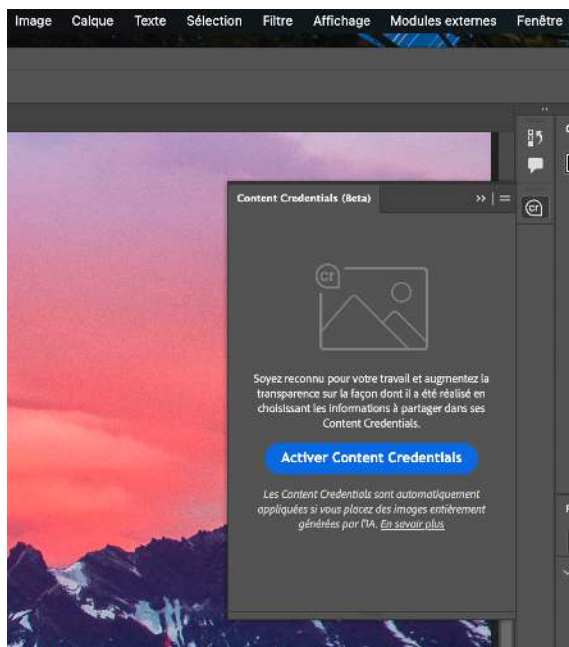 Image Calque Texte Sélection Filtre Affichage Modules externes Fenêtre
Content Credentials (Beta)
cr
cr
Soyez reconnu pour votre travail et augmentez la
transparence sur la façon dont il a été réalisé en
choisissant les informations à partager dans ses
Content Credentials.
Activer Content Credentials
Les Content Credentials sont automatiquement
appliquées si vous placez des images entièrement
générées par l'IA. En savoir plus